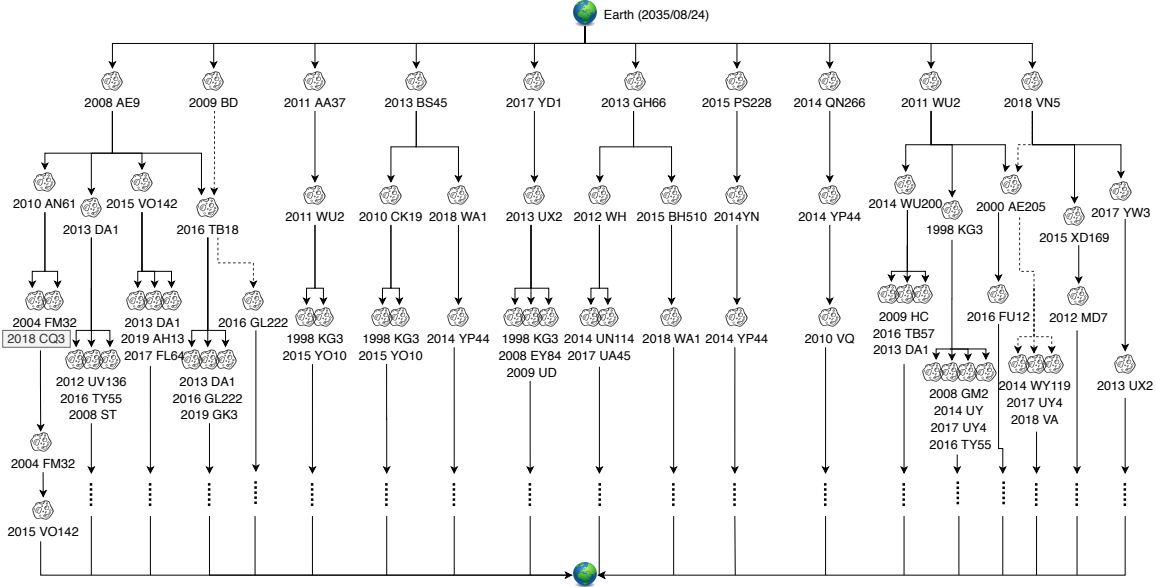 Earth (2035/08/24)
2008 AE9
2009 BD
2011 AA37
2013 BS45
2017 YD1
2013 GH66
2015 PS228
2014 QN266
2011 WU2
2018 VN5
2010 AN61
2013 DA1
2015 VO142
2016 TB18
2011 WU2
2010 CK19
2018 WA1
2013 UX2
2012 WH
2015 BH510
2014YN
2014 YP44
2014 WU200
1998 KG3
2000 AE205
2015 XD169
2017 YW3
2004 FM32
2018 CQ3
2012 UV136
2016 TY55
2008 ST
2013 DA1
2019 AH13
2017 FL64
2013 DA1
2016 GL222
2019 GK3
2016 GL222
1998 KG3
2015 YO10
1998 KG3
2015 YO10
2014 YP44
1998 KG3
2008 EY84
2009 UD
2014 UN114
2017 UA45
2018 WA1
2014 YP44
2010 VQ
2009 HC
2016 TB57
2013 DA1
2008 GM2
2014 UY
2017 UY4
2016 TY55
2016 FU12
2014 WY119
2017 UY4
2018 VA
2012 MD7
2013 UX2
2004 FM32
2015 VO142